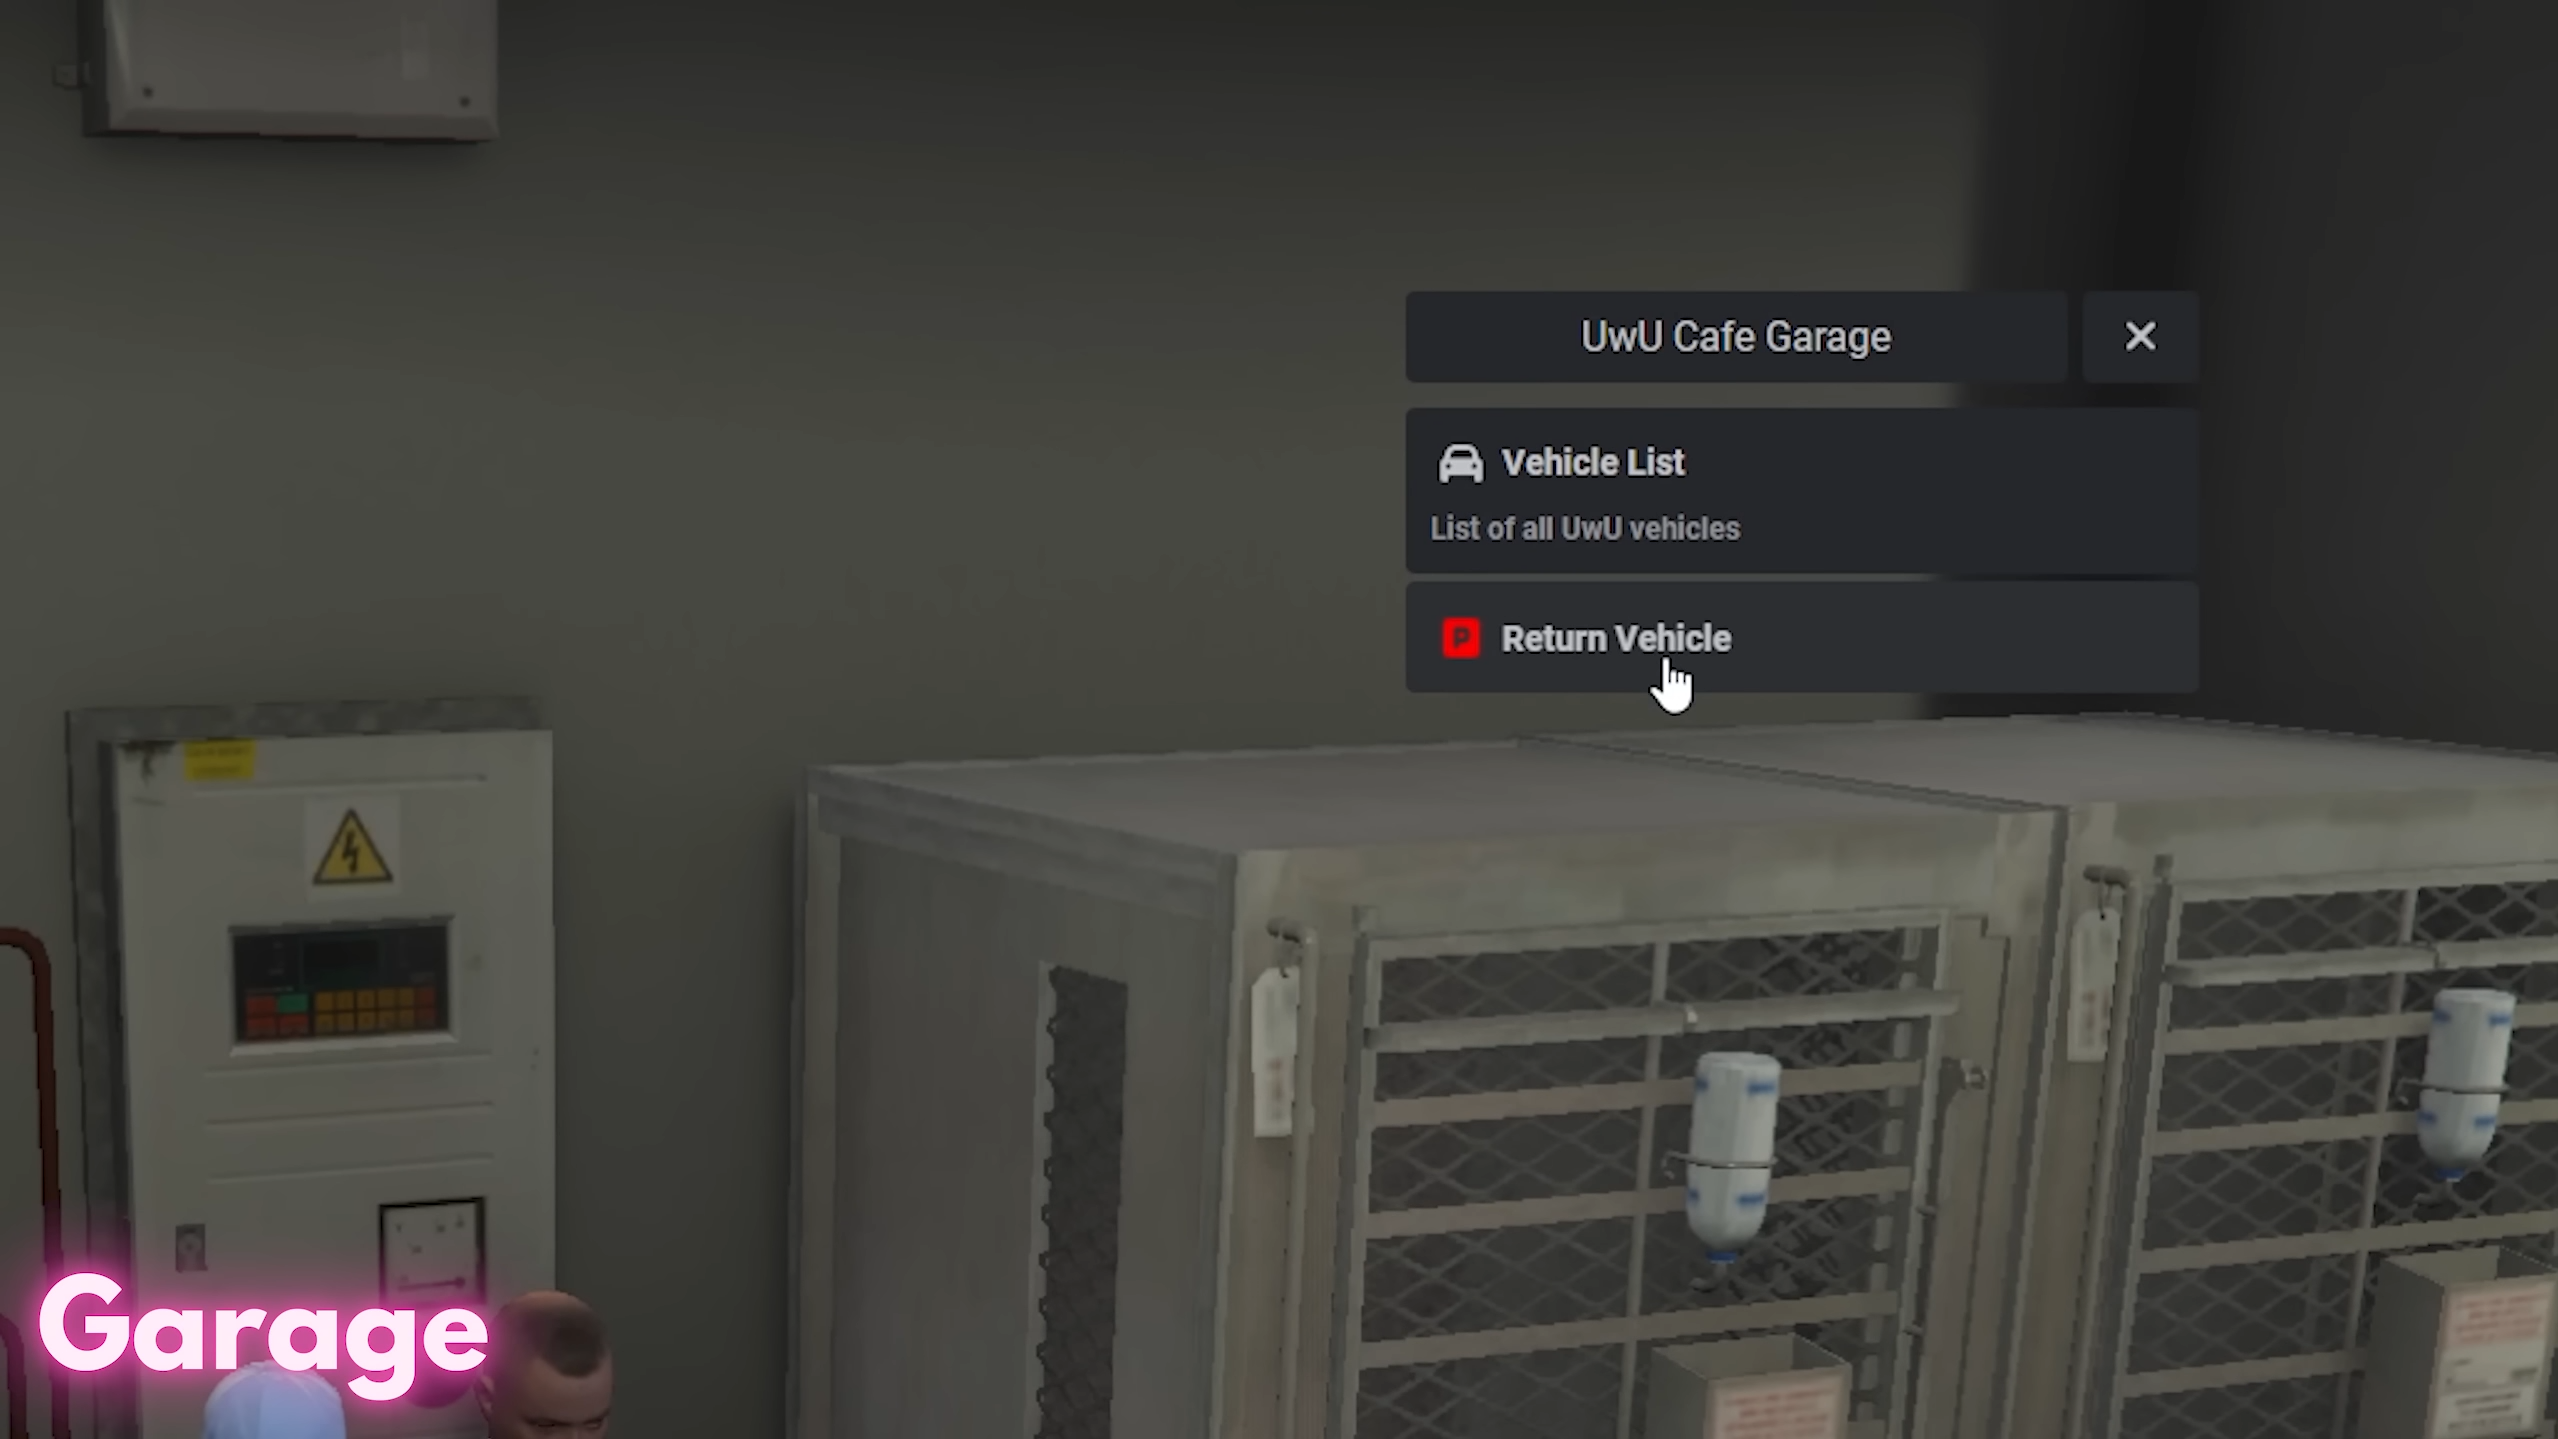 UwU Cafe Garage
Vehicle List
List of all UwU vehicles
P
Return Vehicle
Garage